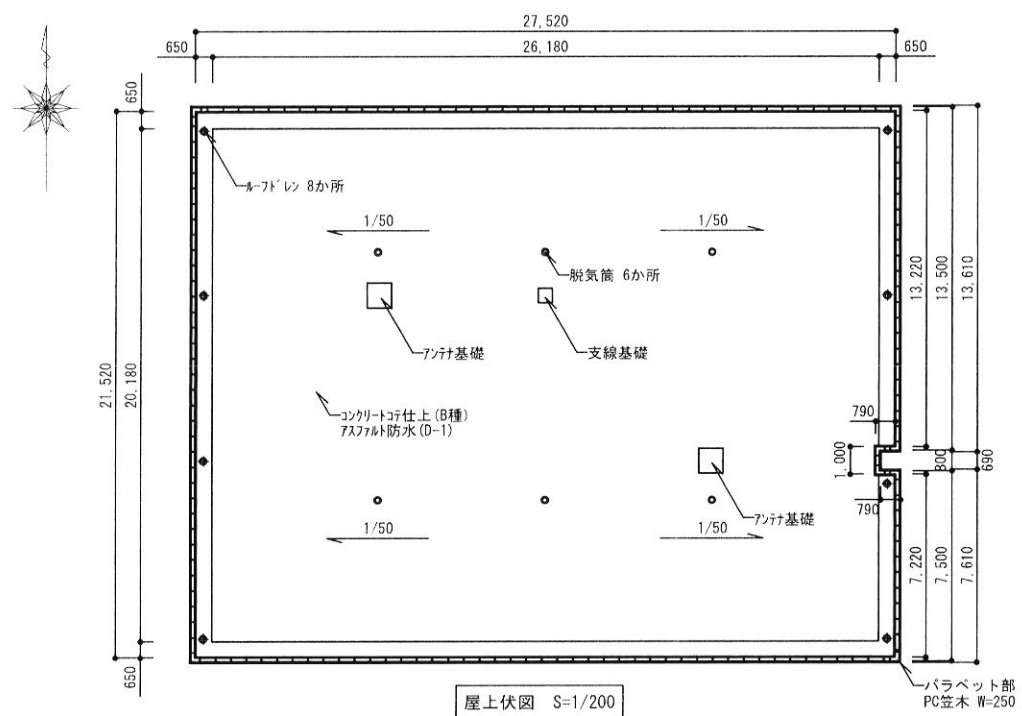 27,520
650
26,180
650
650
21,520
20,180
650
ルーフドレン 8か所
1/50
1/50
脱気筒 6か所
アンテナ基礎
支線基礎
コンクリートコテ仕上(B種)
アスファルト防水(D-1)
13,220
13,500
13,610
790
1,000
800
690
790
アンテナ基礎
1/50
1/50
7,220
7,500
7,610
屋上伏図 S=1/200
パラペット部
PC笠木 W=250